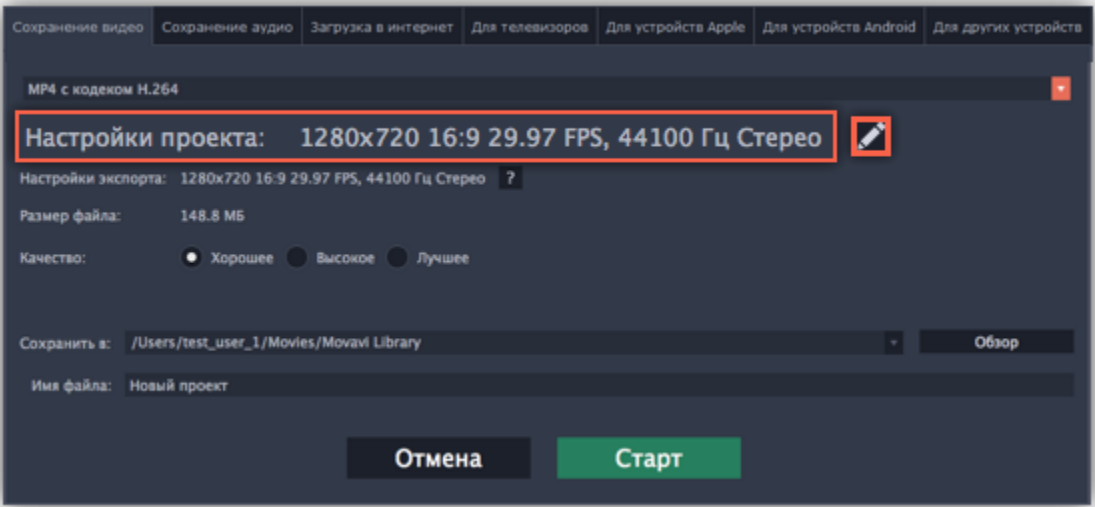 Сохранение видео Сохранение аудио Загрузка в интернет Для телевизоров Для устройств Apple Для устройств Android Для других устройств
MP4 с кодеком H.264
Настройки проекта: 1280x720 16:9 29.97 FPS, 44100 Гц Стерео
Настройки экспорта: 1280x720 16:9 29.97 FPS, 44100 Гц Стерео ?
Размер файла: 148.8 МБ
Качество: Хорошее Высокое Лучшее
Сохранить в: /Users/test_user_1/Movies/Movavi Library Обзор
Имя файла: Новый проект
Отмена Старт